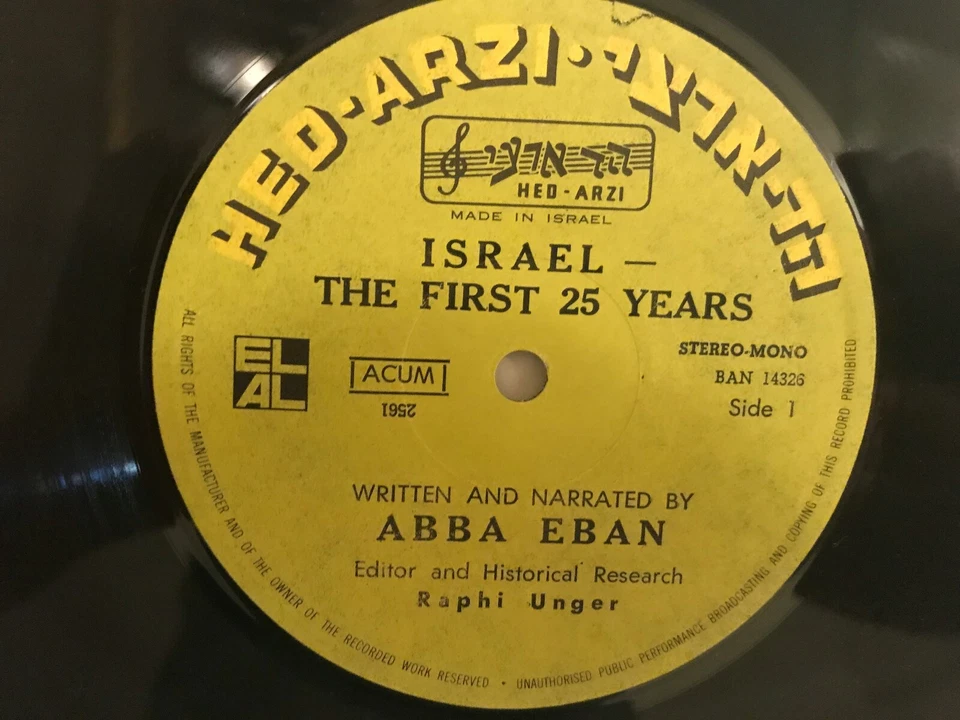 HED-ARZI • הד-ארצי
הד ארצי
HED-ARZI
MADE IN ISRAEL
ISRAEL —
THE FIRST 25 YEARS
EL
AL
ACUM
2561
STEREO-MONO
BAN 14326
Side 1
WRITTEN AND NARRATED BY
ABBA EBAN
Editor and Historical Research
Raphi Unger
ALL RIGHTS OF THE MANUFACTURER AND OF THE OWNER OF THE RECORDED WORK RESERVED • UNAUTHORISED PUBLIC PERFORMANCE BROADCASTING AND COPYING OF THIS RECORD PROHIBITED